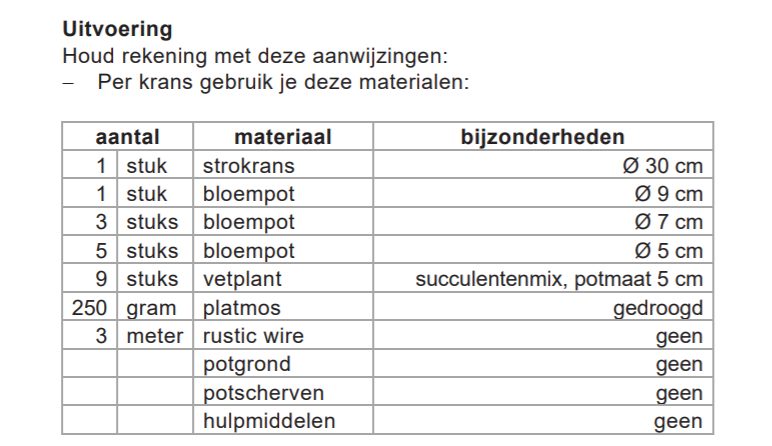 Uitvoering
Houd rekening met deze aanwijzingen:
– Per krans gebruik je deze materialen:
aantal materiaal bijzonderheden
1 stuk strokrans Ø 30 cm
1 stuk bloempot Ø 9 cm
3 stuks bloempot Ø 7 cm
5 stuks bloempot Ø 5 cm
9 stuks vetplant succulentenmix, potmaat 5 cm
250 gram platmos gedroogd
3 meter rustic wire geen
potgrond geen
potscherven geen
hulpmiddelen geen